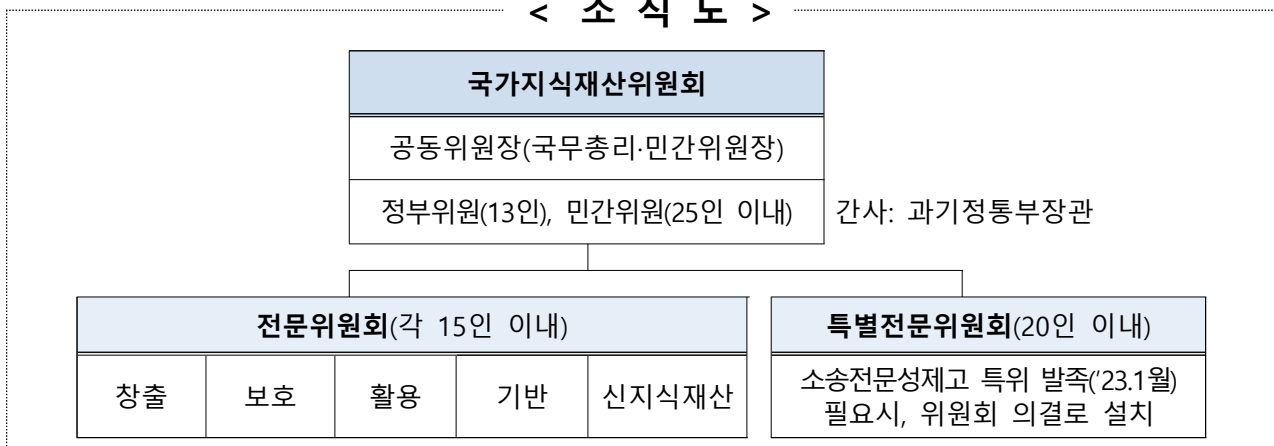 < 조 직 도 >
국가지식재산위원회
공동위원장(국무총리·민간위원장)
정부위원(13인), 민간위원(25인 이내)
간사: 과기정통부장관
전문위원회(각 15인 이내)
창출
보호
활용
기반
신지식재산
특별전문위원회(20인 이내)
소송전문성제고 특위 발족('23.1월)
필요시, 위원회 의결로 설치